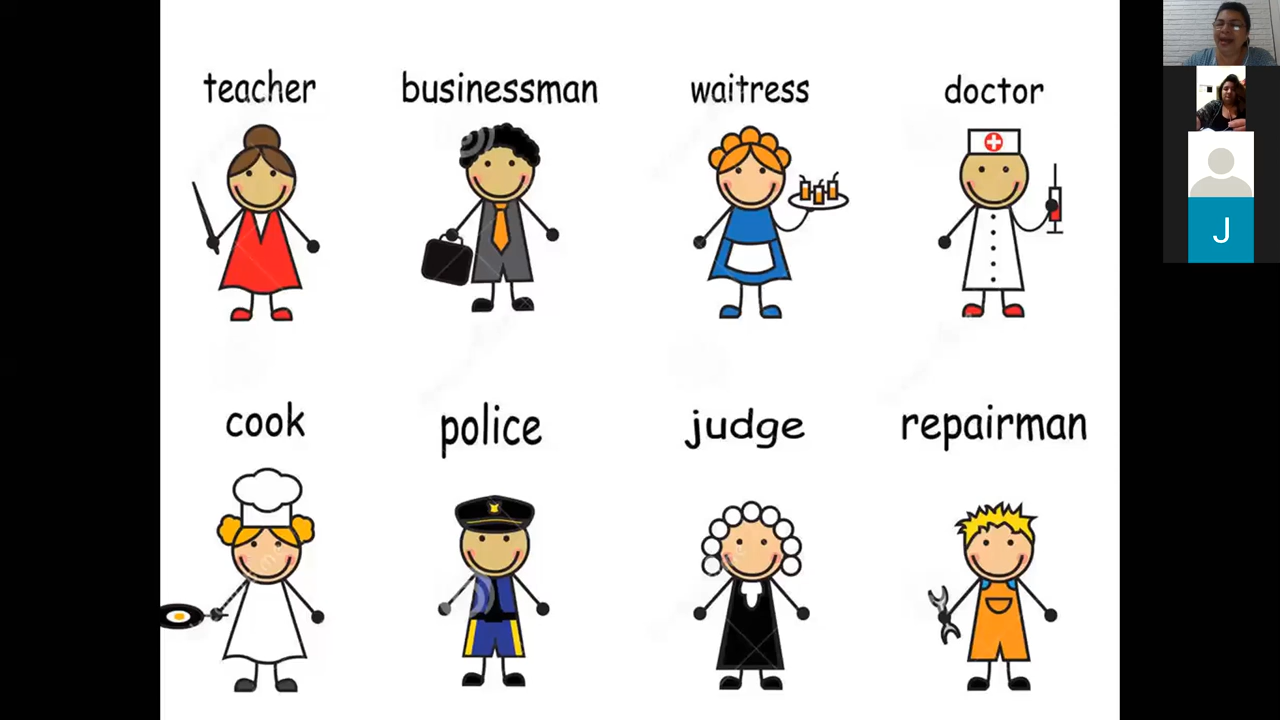 teacher businessman waitress doctor
cook police judge repairman
J